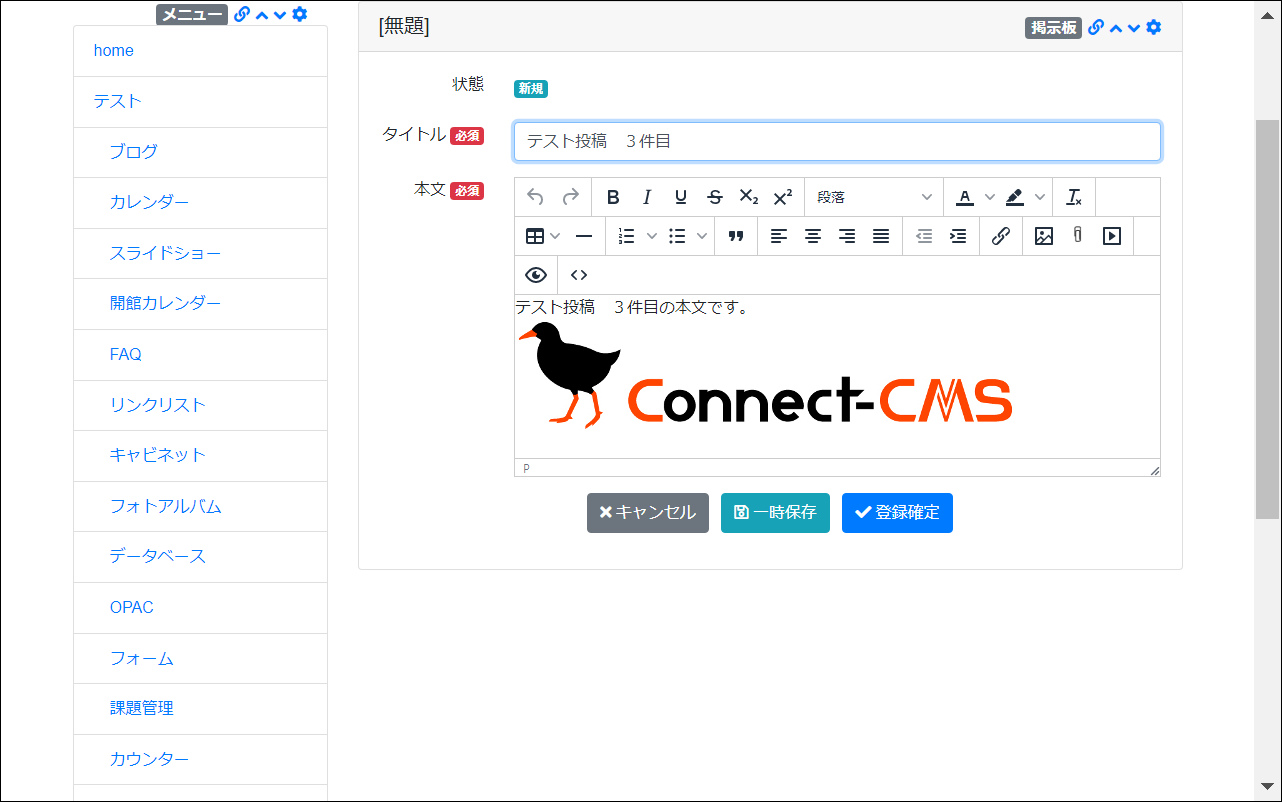 メニュー
home
テスト
ブログ
カレンダー
スライドショー
開館カレンダー
FAQ
リンクリスト
キャビネット
フォトアルバム
データベース
OPAC
フォーム
課題管理
カウンター
[無題]
掲示板
状態 新規
タイトル 必須 テスト投稿　３件目
本文 必須
B I U S X₂ X² 段落 A
テスト投稿　３件目の本文です。
Connect-CMS
P
キャンセル 一時保存 登録確定